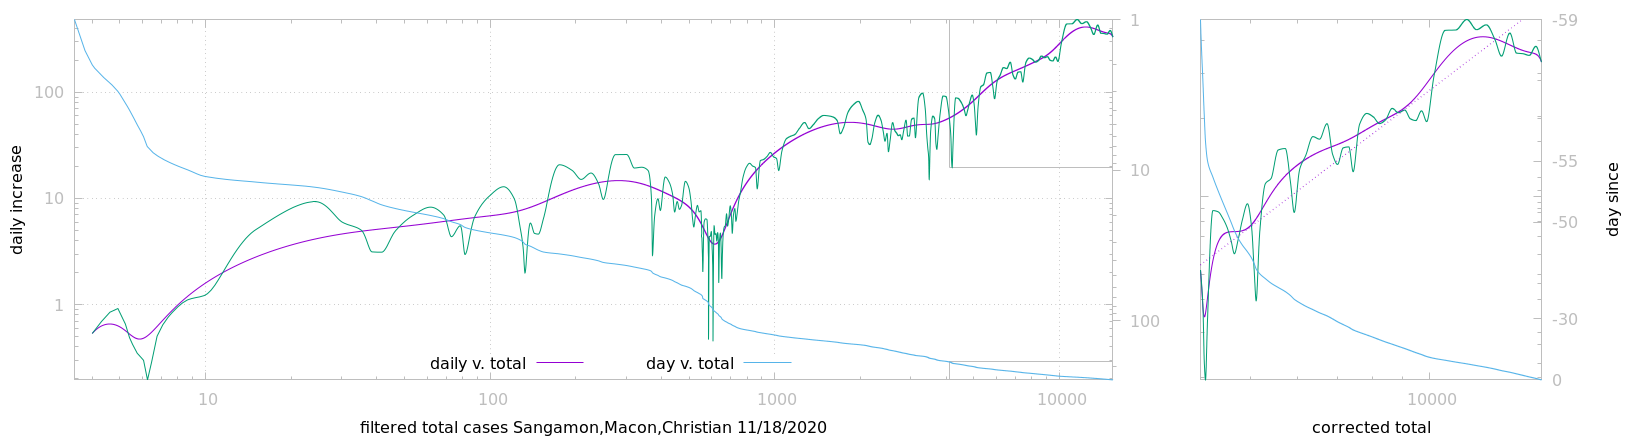 daily increase
100
10
1
10
100
1000
10000
1
10
100
daily v. total
day v. total
filtered total cases Sangamon,Macon,Christian 11/18/2020
10000
corrected total
-59
-55
-50
-30
0
day since